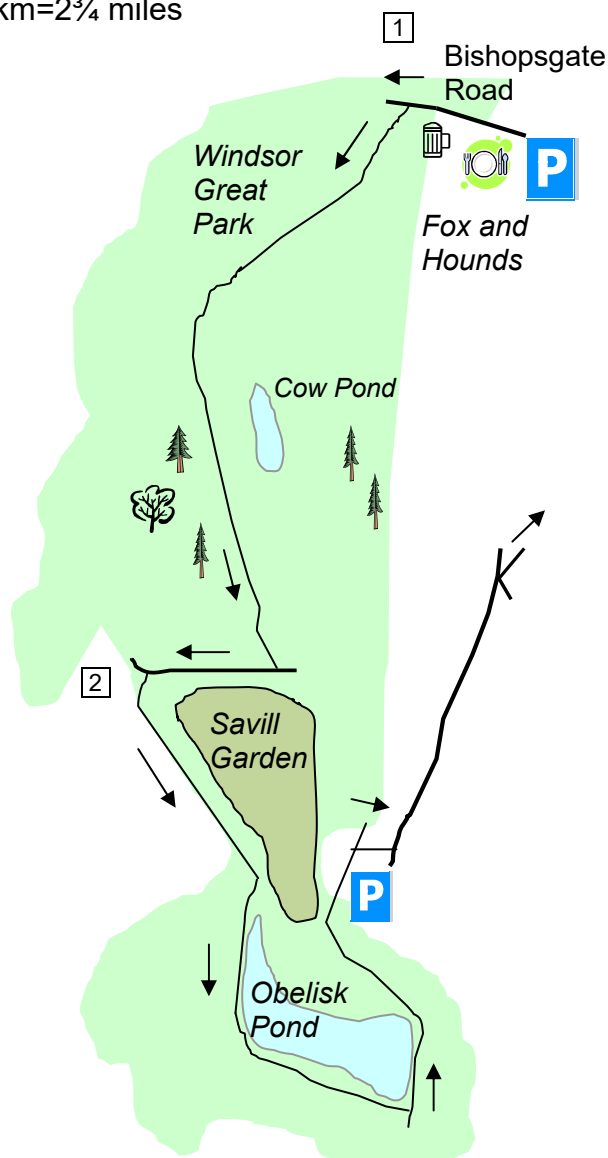 km=2¾ miles
1
Bishopsgate
Road
Windsor
Great
Park
P
Fox and
Hounds
Cow Pond
2
Savill
Garden
P
Obelisk
Pond